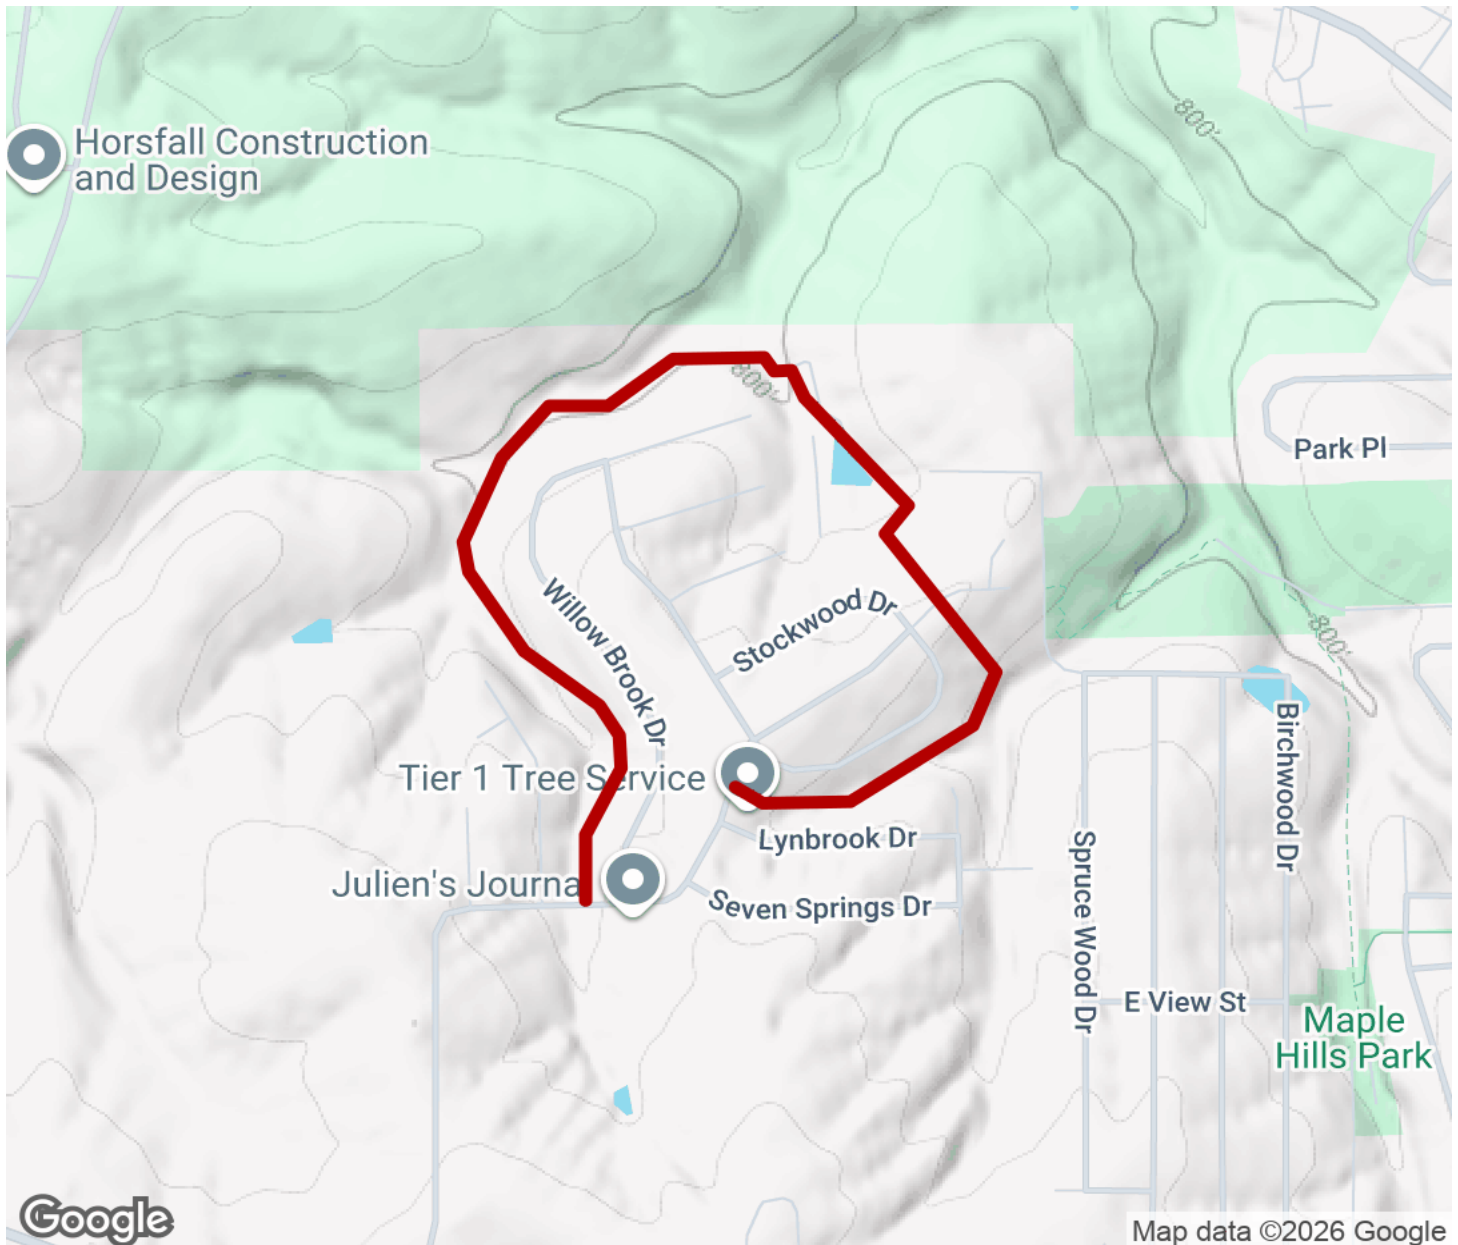 800'
Horsfall Construction
and Design
800'
Park Pl
Willow Brook Dr
Stockwood Dr
800'
Birchwood Dr
Tier 1 Tree Service
Lynbrook Dr
Spruce Wood Dr
Julien's Journal
Seven Springs Dr
E View St
Maple
Hills Park
Google
Map data ©2026 Google